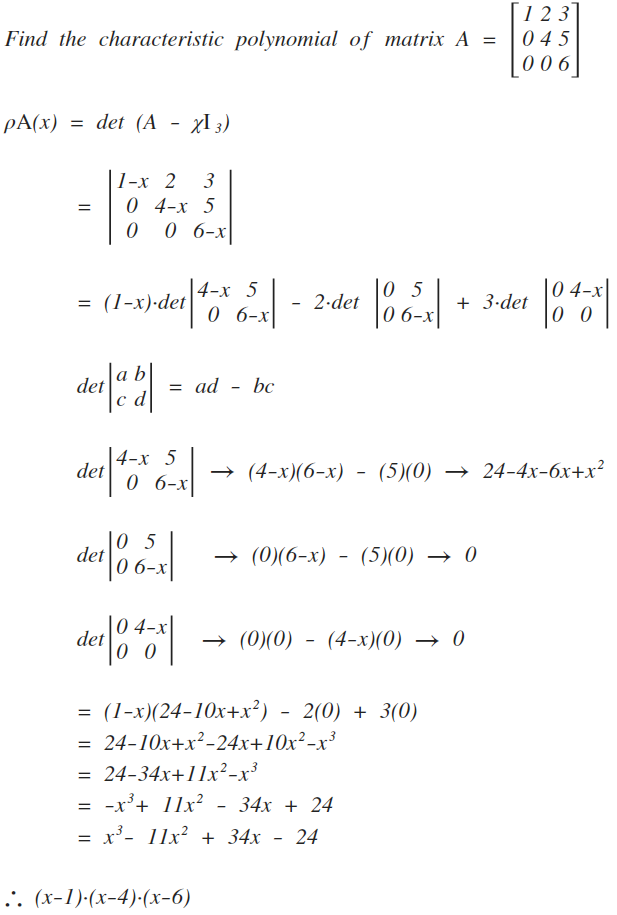 Find the characteristic polynomial of matrix A = [1 2 3
0 4 5
0 0 6]
ρA(x) = det (A - χI₃)
= |1-x 2 3
0 4-x 5
0 0 6-x|
= (1-x)·det|4-x 5
0 6-x| - 2·det |0 5
0 6-x| + 3·det |0 4-x
0 0|
det|a b
c d| = ad - bc
det|4-x 5
0 6-x| → (4-x)(6-x) - (5)(0) → 24-4x-6x+x²
det|0 5
0 6-x| → (0)(6-x) - (5)(0) → 0
det|0 4-x
0 0| → (0)(0) - (4-x)(0) → 0
= (1-x)(24-10x+x²) - 2(0) + 3(0)
= 24-10x+x²-24x+10x²-x³
= 24-34x+11x²-x³
= -x³+ 11x² - 34x + 24
= x³- 11x² + 34x - 24
∴ (x-1)·(x-4)·(x-6)